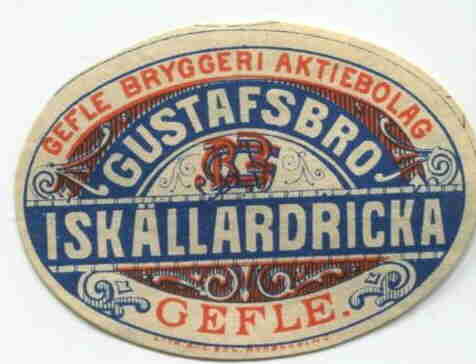 GEFLE BRYGGERI AKTIEBOLAG
GUSTAFSBRO
ISKÄLLARDRICKA
GEFLE.